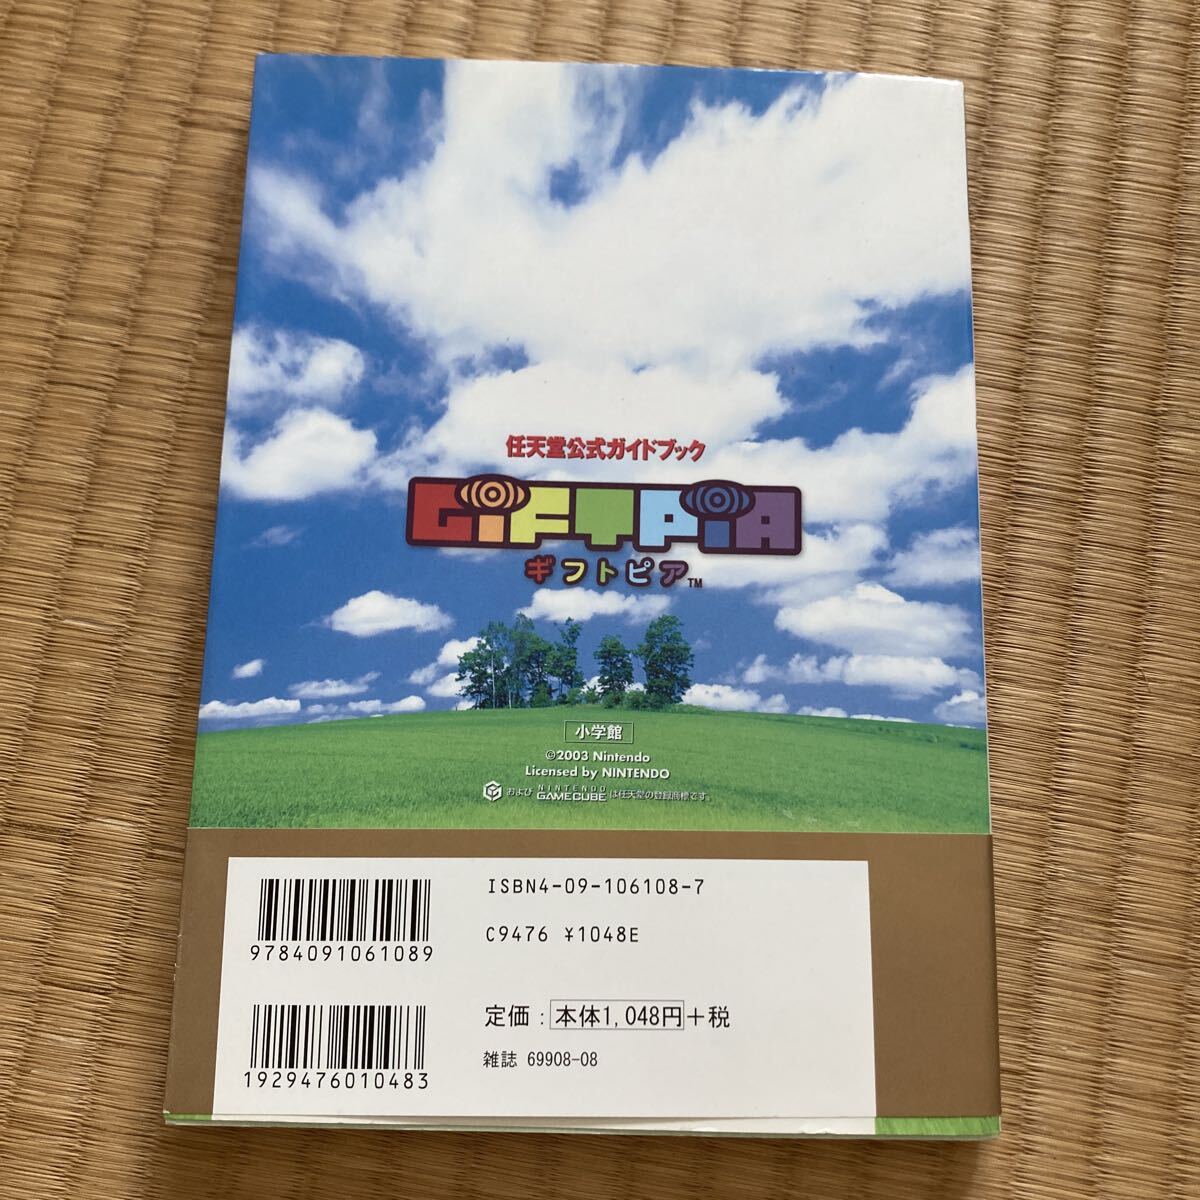 任天堂公式ガイドブック
GiFTPiA
ギフトピア™
小学館
©2003 Nintendo
Licensed by NINTENDO
および NINTENDO GAMECUBE は任天堂の登録商標です。
ISBN4-09-106108-7
C9476 ¥1048E
9784091061089
定価:本体1,048円+税
雑誌 69908-08
1929476010483